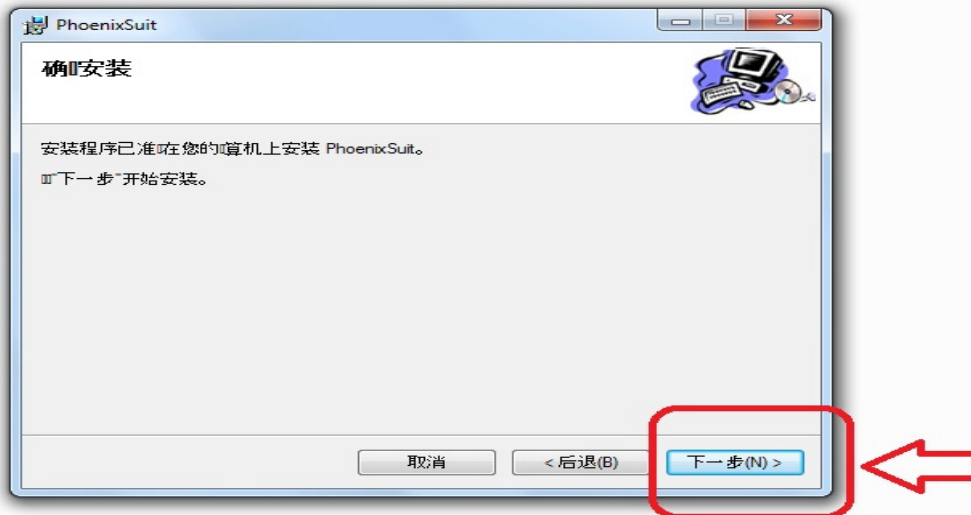 PhoenixSuit
确安装
安装程序已准在您的算机上安装 PhoenixSuit。
"下一步"开始安装。
取消
<后退(B)
下一步(N) >